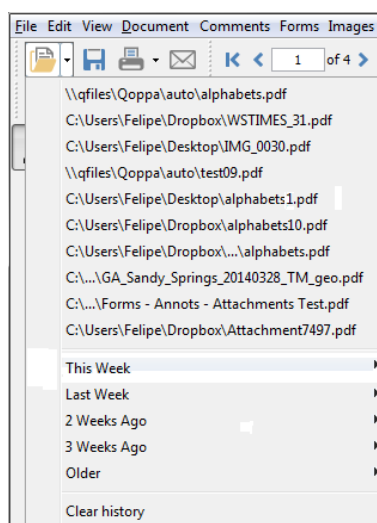 File Edit View Document Comments Forms Images
1 of 4
\\qfiles\Qoppa\auto\alphabets.pdf
C:\Users\Felipe\Dropbox\WSTIMES_31.pdf
C:\Users\Felipe\Desktop\IMG_0030.pdf
\\qfiles\Qoppa\auto\test09.pdf
C:\Users\Felipe\Desktop\alphabets1.pdf
C:\Users\Felipe\Dropbox\alphabets10.pdf
C:\Users\Felipe\Dropbox\...\alphabets.pdf
C:\...\GA_Sandy_Springs_20140328_TM_geo.pdf
C:\...\Forms - Annots - Attachments Test.pdf
C:\Users\Felipe\Dropbox\Attachment7497.pdf
This Week
Last Week
2 Weeks Ago
3 Weeks Ago
Older
Clear history